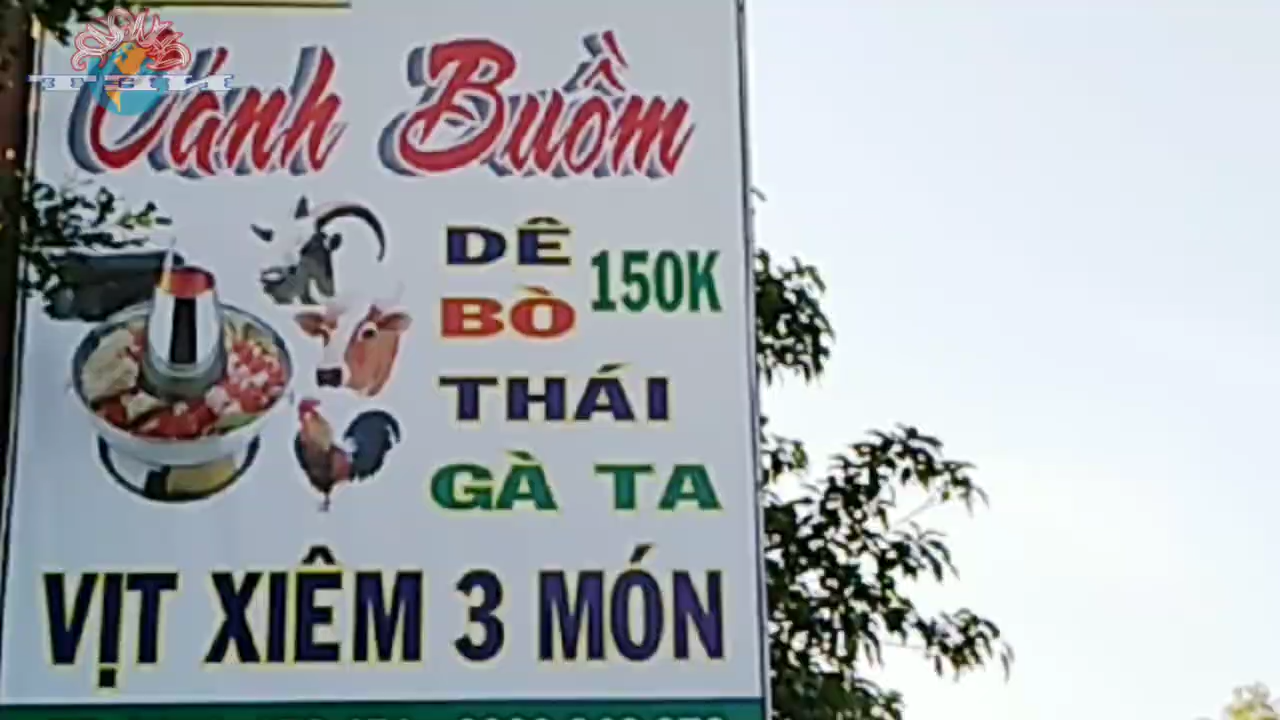 Cánh Buồm
DÊ
BÒ 150K
THÁI
GÀ TA
VỊT XIÊM 3 MÓN